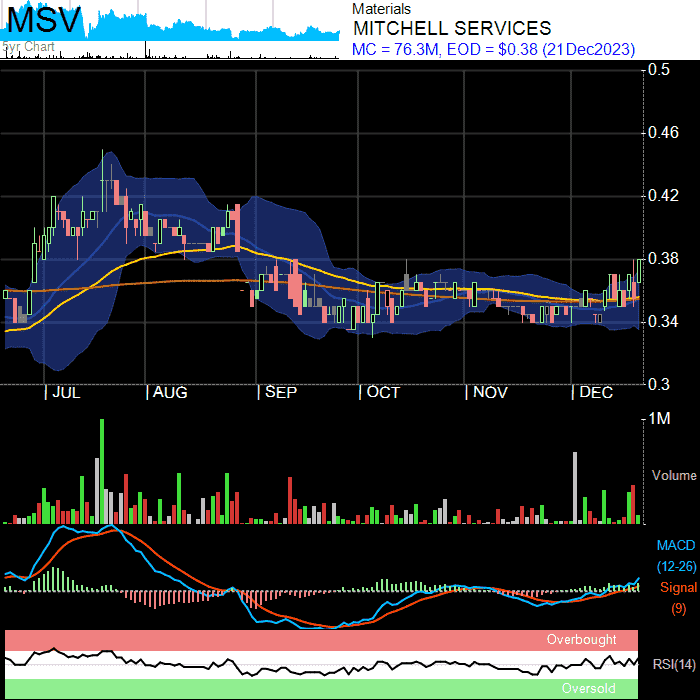 MSV
5yr Chart
Materials
MITCHELL SERVICES
MC = 76.3M, EOD = $0.38 (21Dec2023)
0.5
0.46
0.42
0.38
0.34
0.3
JUL AUG SEP OCT NOV DEC
1M
Volume
MACD
(12-26)
Signal
(9)
Overbought
RSI(14)
Oversold